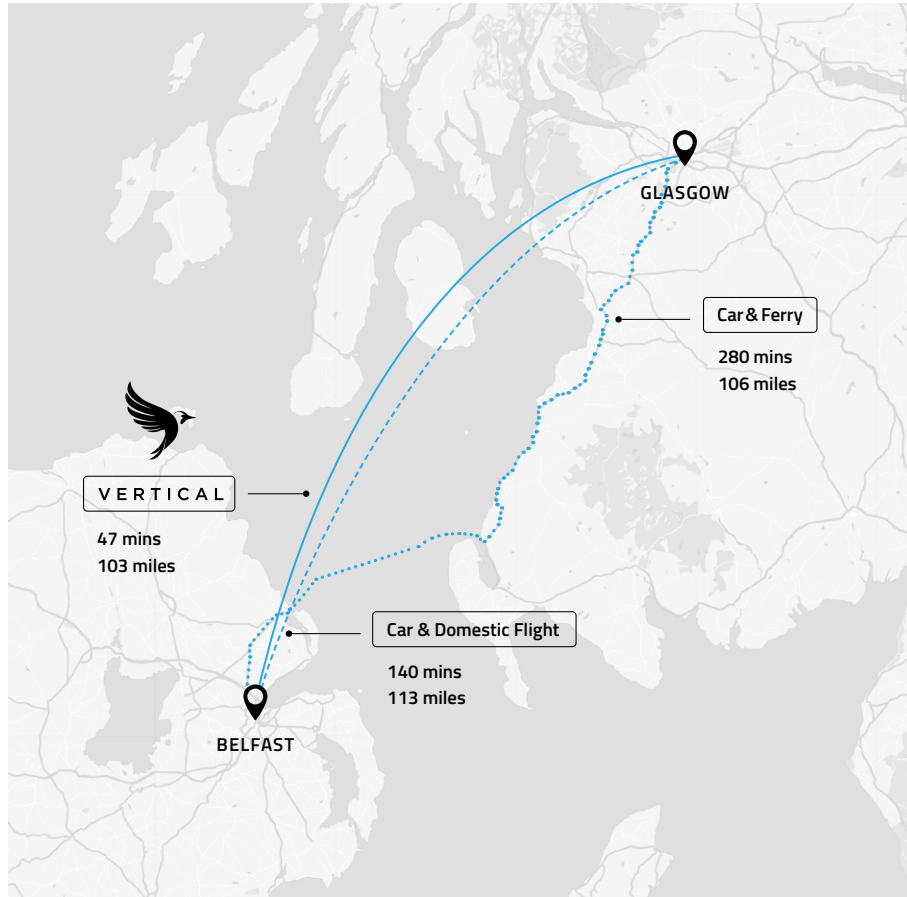 GLASGOW
Car & Ferry
280 mins
106 miles
VERTICAL
47 mins
103 miles
Car & Domestic Flight
140 mins
113 miles
BELFAST